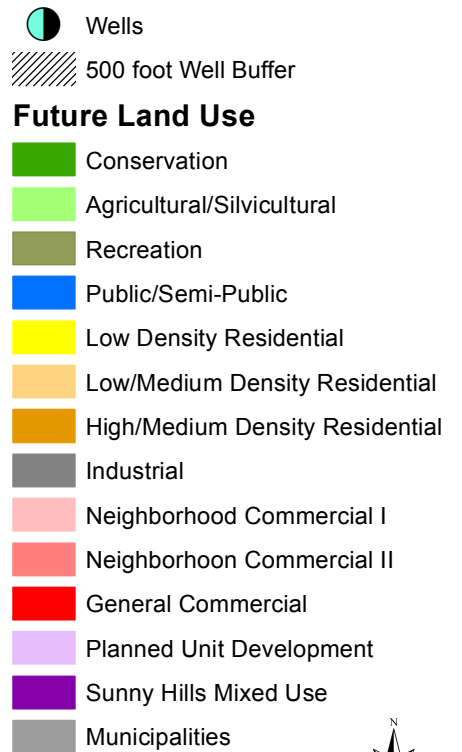 Wells
500 foot Well Buffer
Future Land Use
Conservation
Agricultural/Silvicultural
Recreation
Public/Semi-Public
Low Density Residential
Low/Medium Density Residential
High/Medium Density Residential
Industrial
Neighborhood Commercial I
Neighborhoon Commercial II
General Commercial
Planned Unit Development
Sunny Hills Mixed Use
Municipalities
N